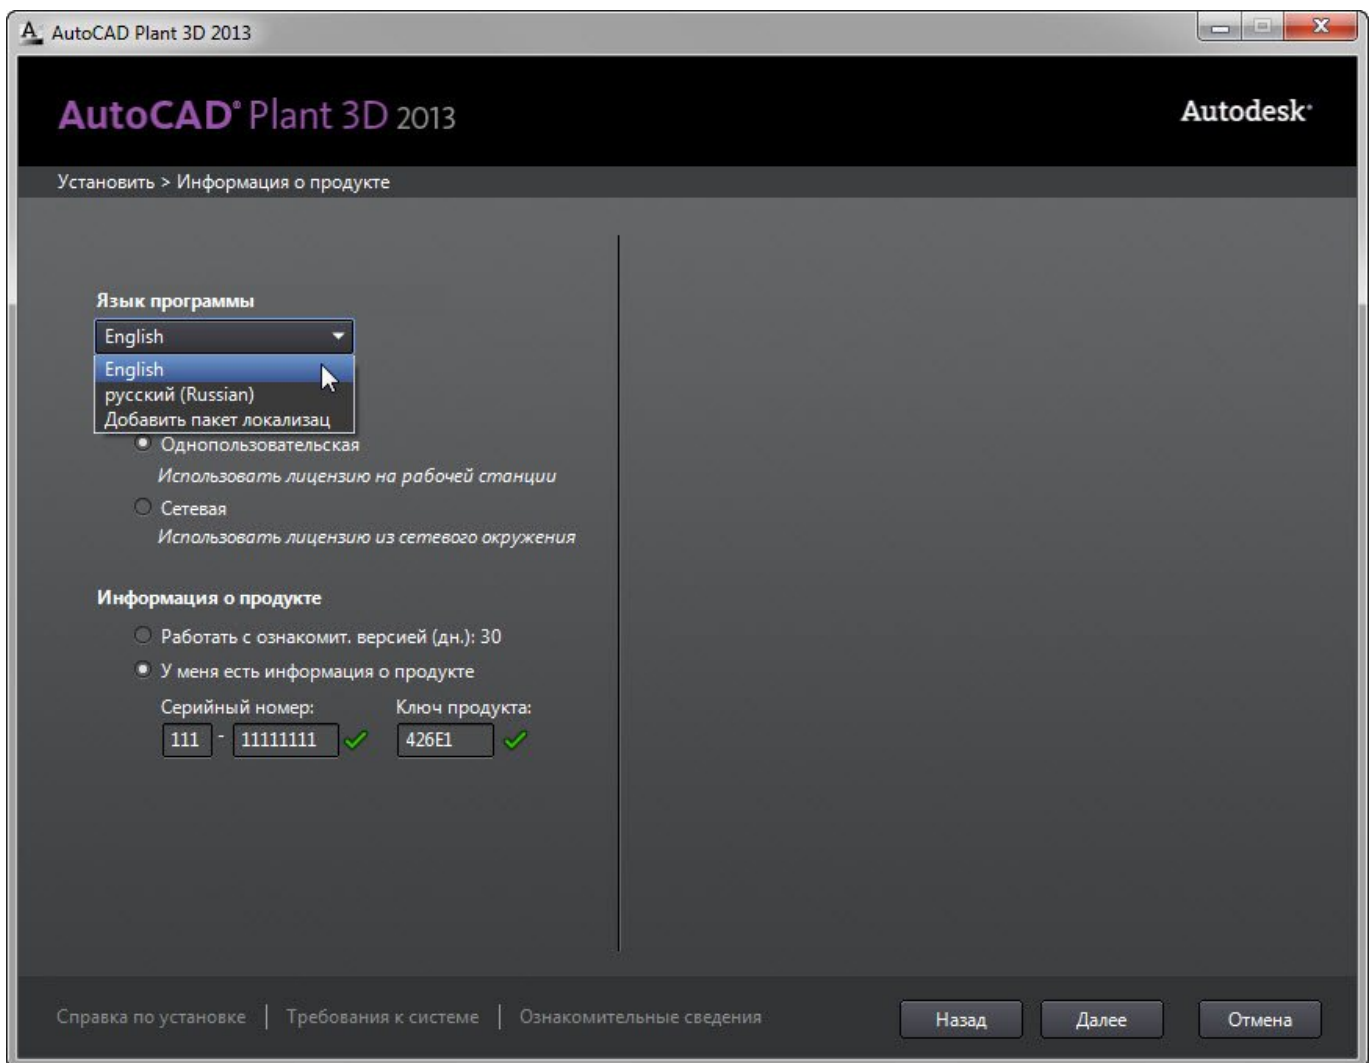 AutoCAD Plant 3D 2013
AutoCAD® Plant 3D 2013
Autodesk®
Установить > Информация о продукте
Язык программы
English
English
русский (Russian)
Добавить пакет локализац
Однопользовательская
Использовать лицензию на рабочей станции
Сетевая
Использовать лицензию из сетевого окружения
Информация о продукте
Работать с ознакомит. версией (дн.): 30
У меня есть информация о продукте
Серийный номер: Ключ продукта:
111 - 11111111 426E1
Справка по установке | Требования к системе | Ознакомительные сведения Назад Далее Отмена